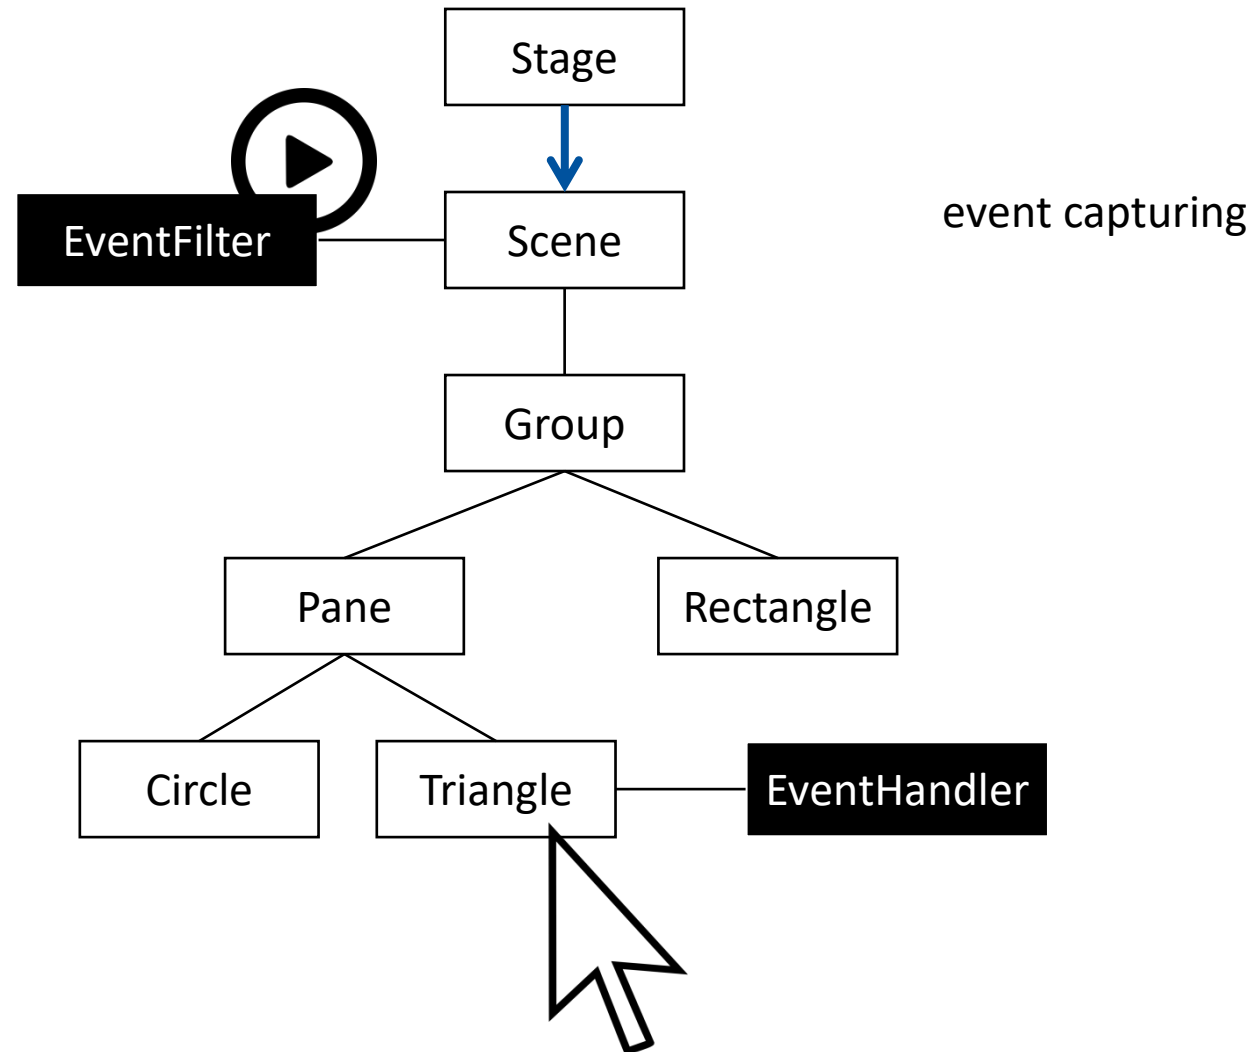 Stage
EventFilter
Scene
event capturing
Group
Pane
Rectangle
Circle
Triangle
EventHandler